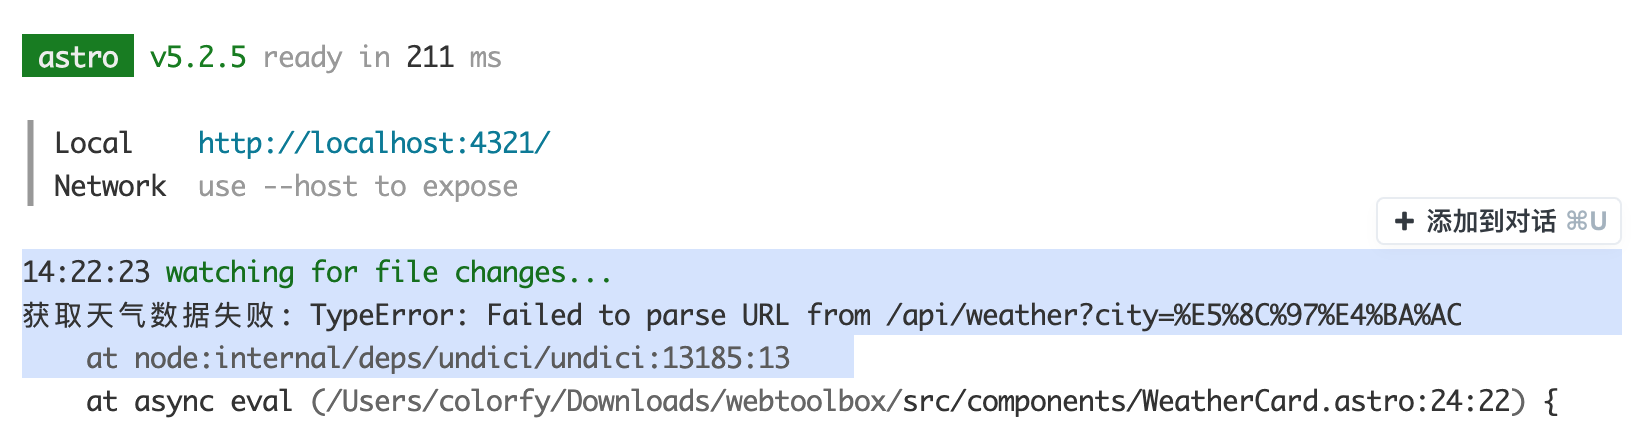 astro v5.2.5 ready in 211 ms
Local http://localhost:4321/
Network use --host to expose
+ 添加到对话 ⌘U
14:22:23 watching for file changes...
获取天气数据失败: TypeError: Failed to parse URL from /api/weather?city=%E5%8C%97%E4%BA%AC
at node:internal/deps/undici/undici:13185:13
at async eval (/Users/colorfy/Downloads/webtoolbox/src/components/WeatherCard.astro:24:22) {